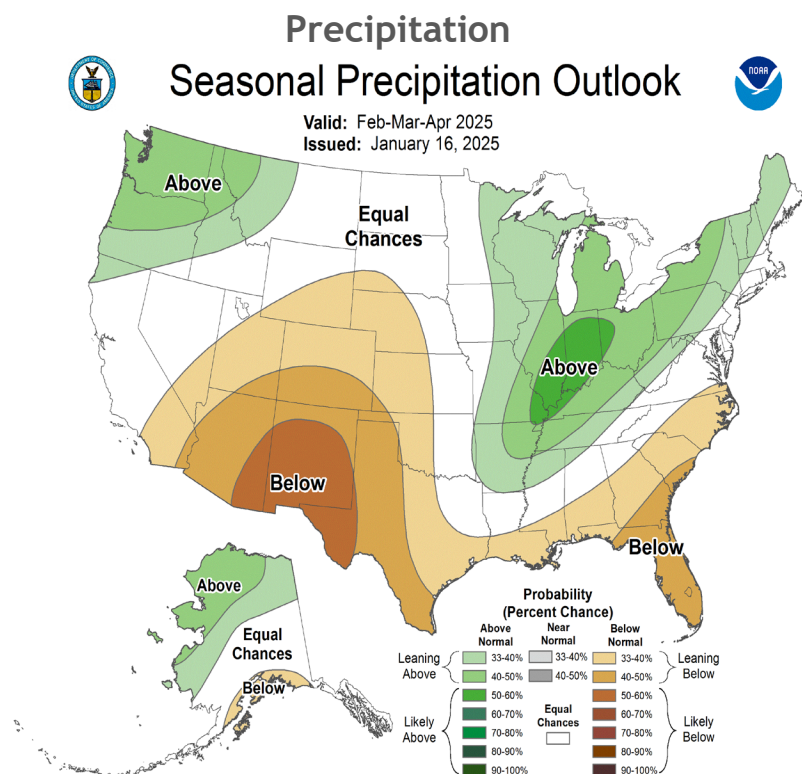 Precipitation
Seasonal Precipitation Outlook
NOAA
Valid: Feb-Mar-Apr 2025
Issued: January 16, 2025
Above
Equal
Chances
Above
Below
Below
Above
Equal
Chances
Below
Probability
(Percent Chance)
Above
Normal
Near
Normal
Below
Normal
Leaning
Above
33-40%
33-40%
33-40%
Leaning
Below
40-50%
40-50%
40-50%
Likely
Above
50-60%
50-60%
Likely
Below
60-70%
60-70%
Equal
Chances
70-80%
70-80%
80-90%
80-90%
90-100%
90-100%